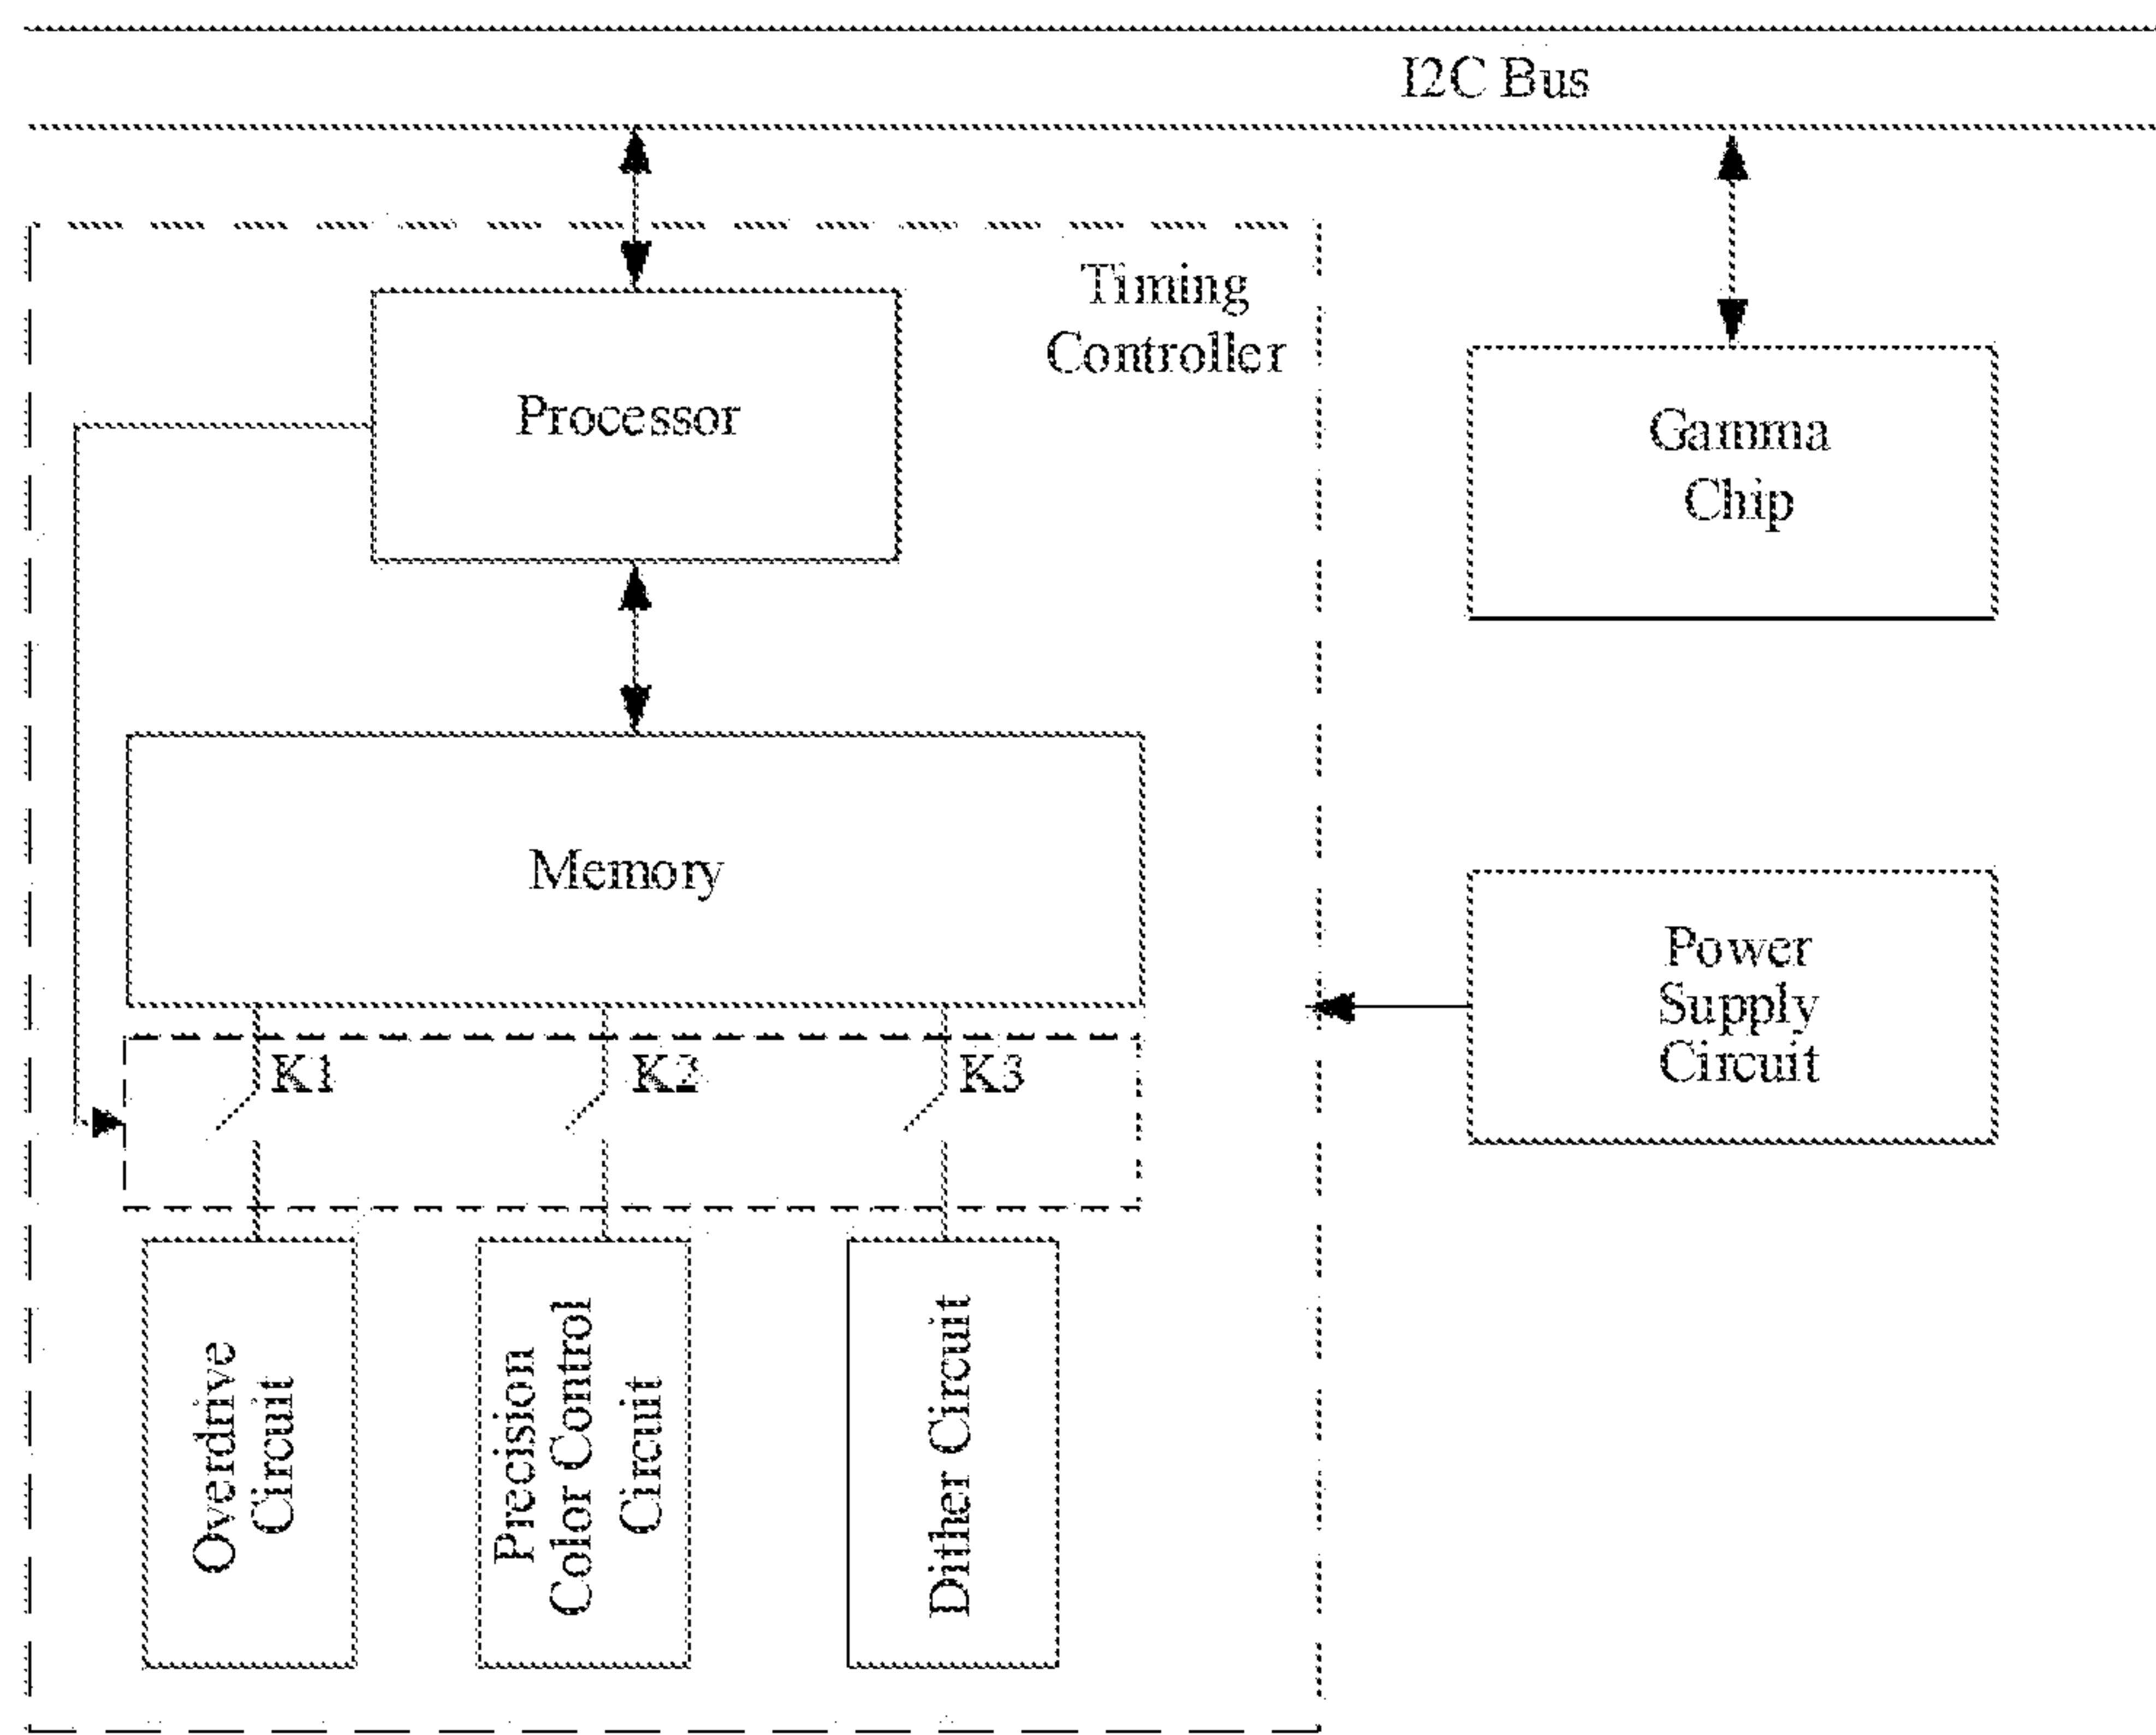 I2C Bus
Timing
Controller
Processor
Gamma
Chip
Memory
Power
Supply
Circuit
K1
K2
K3
Overdrive
Circuit
Precision
Color Control
Circuit
Dither Circuit